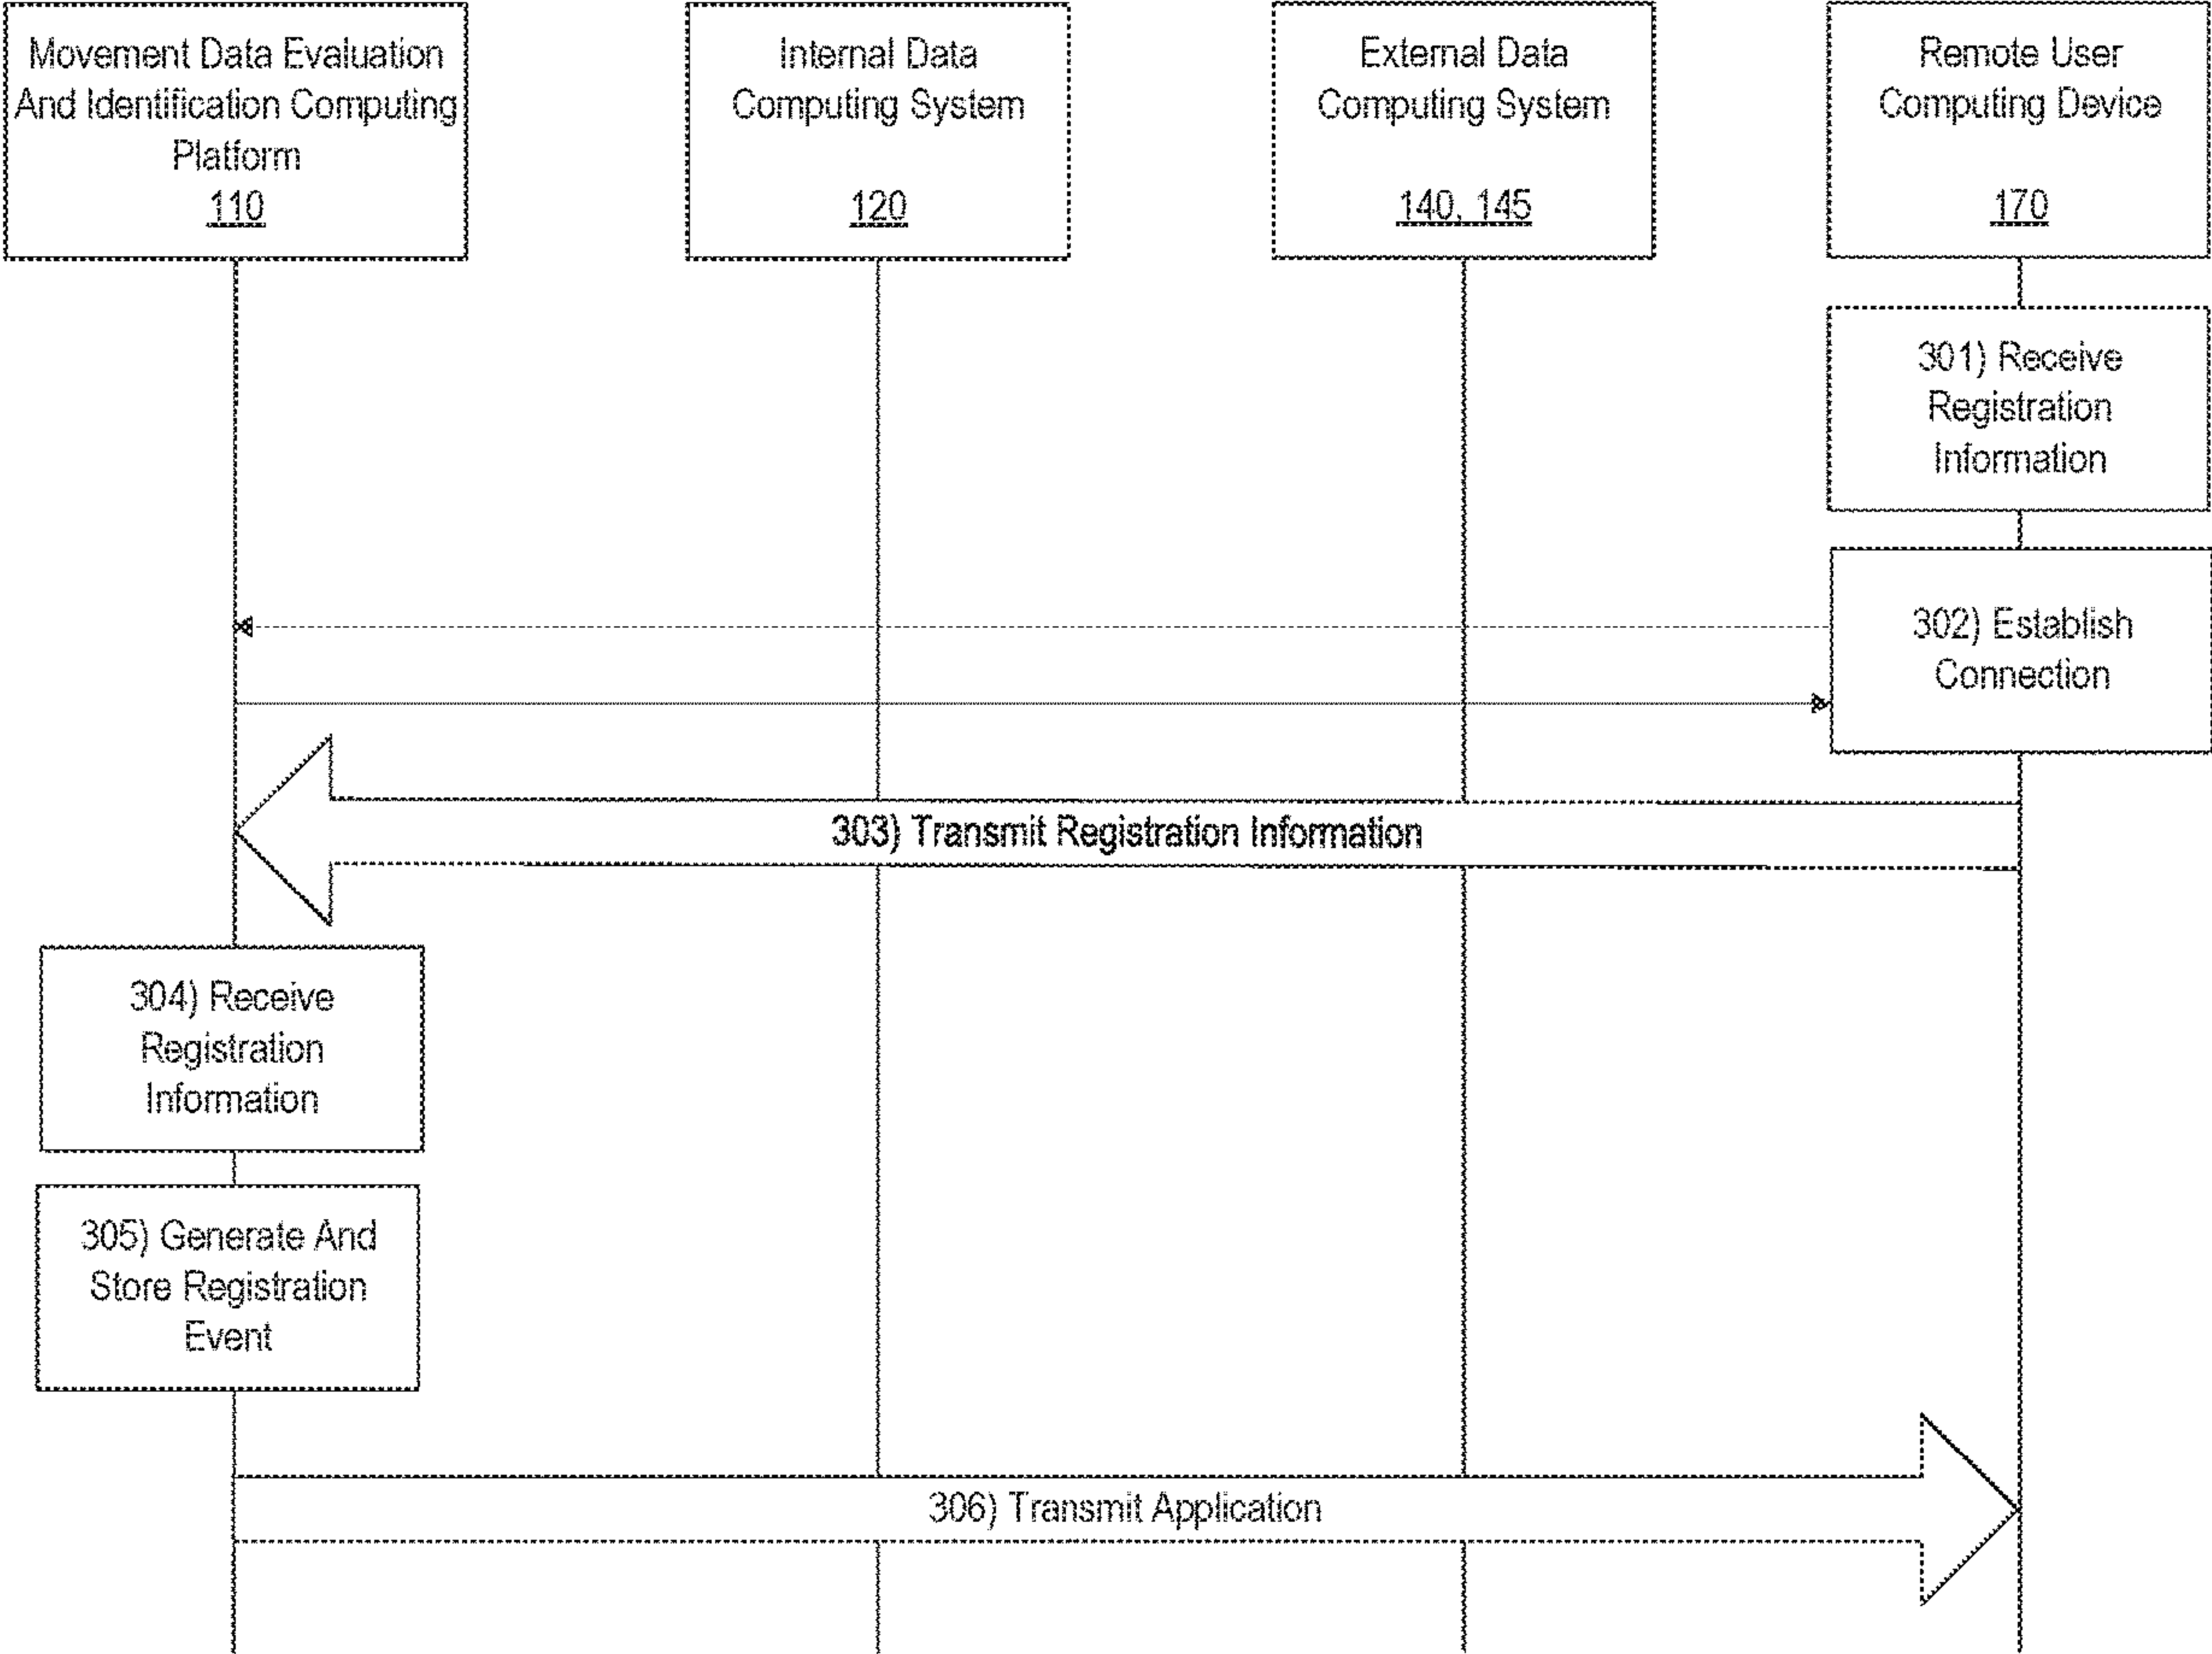 Movement Data Evaluation
And Identification Computing
Platform
110
Internal Data
Computing System
120
External Data
Computing System
140, 145
Remote User
Computing Device
170
301) Receive
Registration
Information
302) Establish
Connection
303) Transmit Registration Information
304) Receive
Registration
Information
305) Generate And
Store Registration
Event
306) Transmit Application